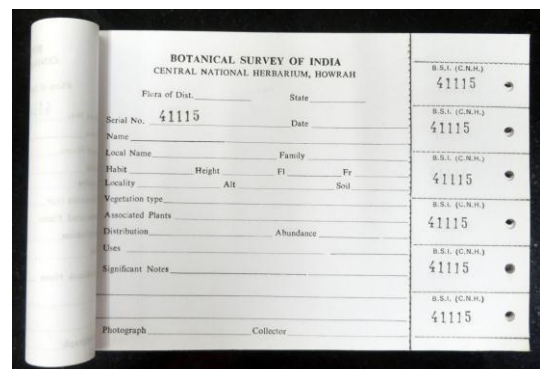 BOTANICAL SURVEY OF INDIA
CENTRAL NATIONAL HERBARIUM, HOWRAH
Flora of Dist. State
Serial No. 41115 Date
Name
Local Name Family
Habit Height Fl Fr
Locality Alt Soil
Vegetation type
Associated Plants
Distribution Abundance
Uses
Significant Notes
Photograph Collector
B.S.I. (C.N.H.)
41115
B.S.I. (C.N.H.)
41115
B.S.I. (C.N.H.)
41115
B.S.I. (C.N.H.)
41115
B.S.I. (C.N.H.)
41115
B.S.I. (C.N.H.)
41115